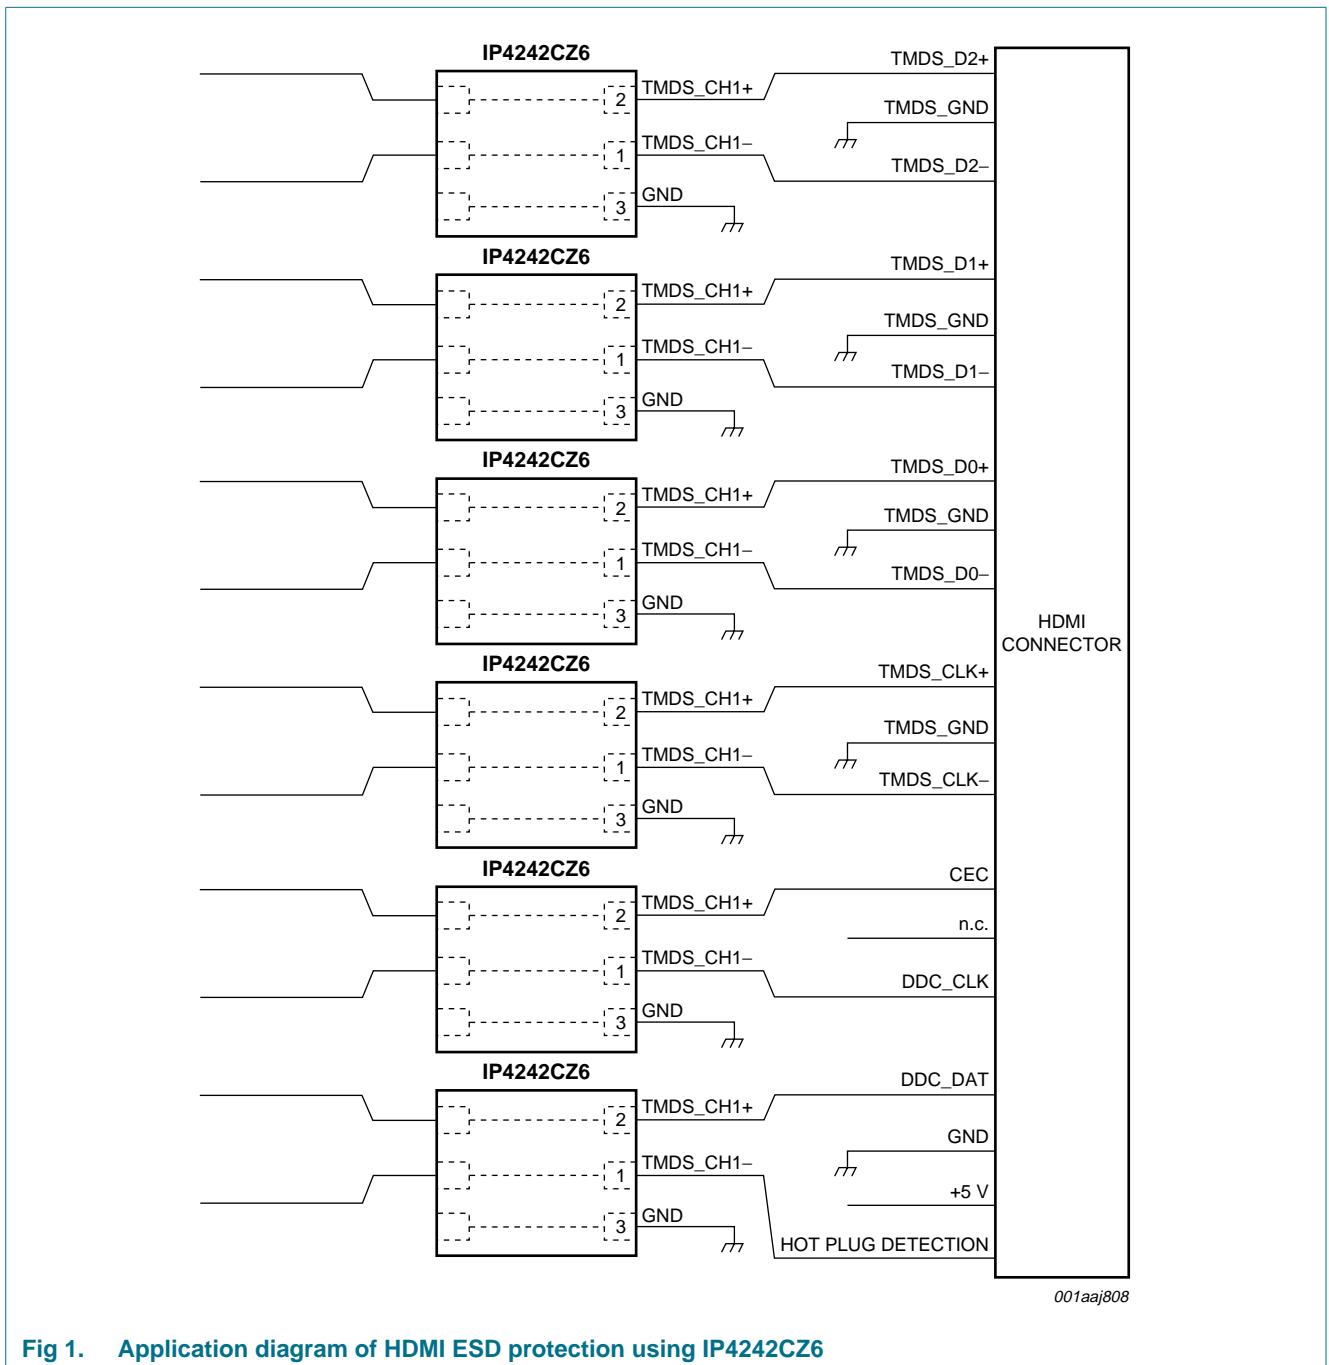 IP4242CZ6
TMDS_D2+
TMDS_CH1+
2
TMDS_GND
TMDS_CH1−
1
TMDS_D2−
GND
3
IP4242CZ6
TMDS_D1+
TMDS_CH1+
2
TMDS_GND
TMDS_CH1−
1
TMDS_D1−
GND
3
IP4242CZ6
TMDS_D0+
TMDS_CH1+
2
TMDS_GND
TMDS_CH1−
1
TMDS_D0−
GND
3
HDMI
CONNECTOR
IP4242CZ6
TMDS_CLK+
TMDS_CH1+
2
TMDS_GND
TMDS_CH1−
1
TMDS_CLK−
GND
3
IP4242CZ6
CEC
TMDS_CH1+
2
n.c.
TMDS_CH1−
1
DDC_CLK
GND
3
IP4242CZ6
DDC_DAT
TMDS_CH1+
2
GND
TMDS_CH1−
1
+5 V
GND
3
HOT PLUG DETECTION
001aaj808
Fig 1. Application diagram of HDMI ESD protection using IP4242CZ6